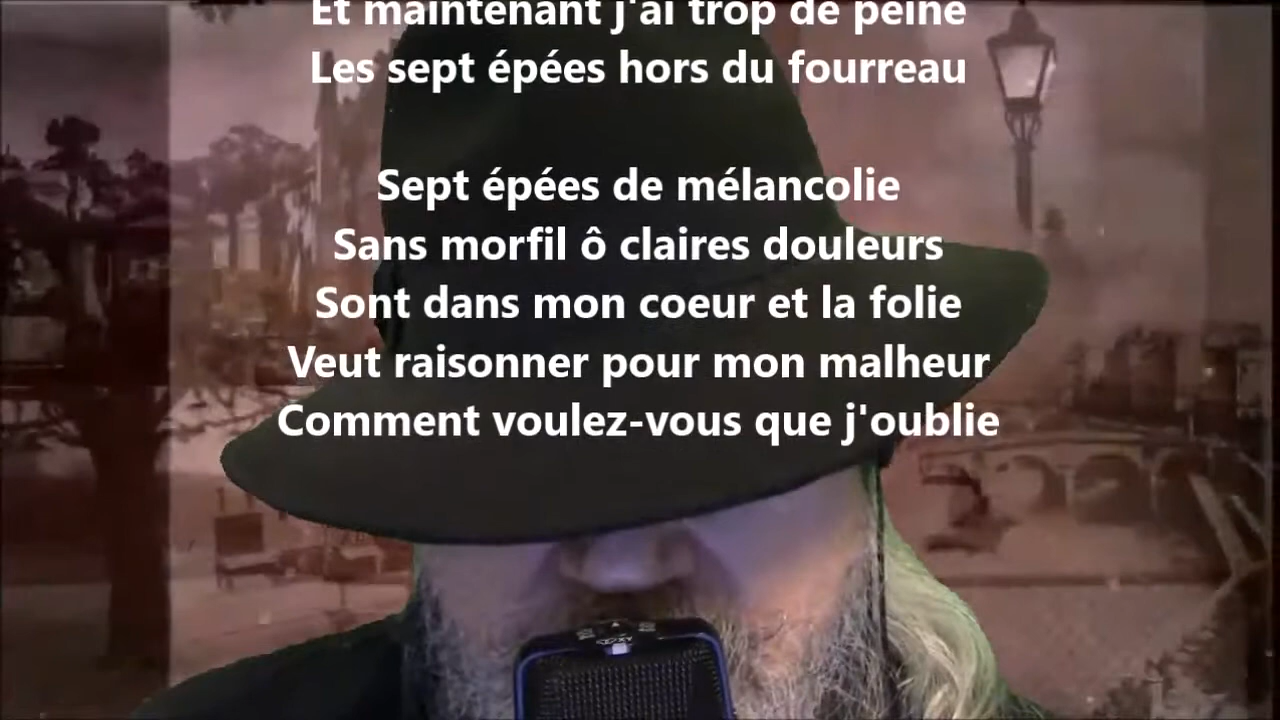 Et maintenant j'ai trop de peine
Les sept épées hors du fourreau
Sept épées de mélancolie
Sans morfil ô claires douleurs
Sont dans mon coeur et la folie
Veut raisonner pour mon malheur
Comment voulez-vous que j'oublie